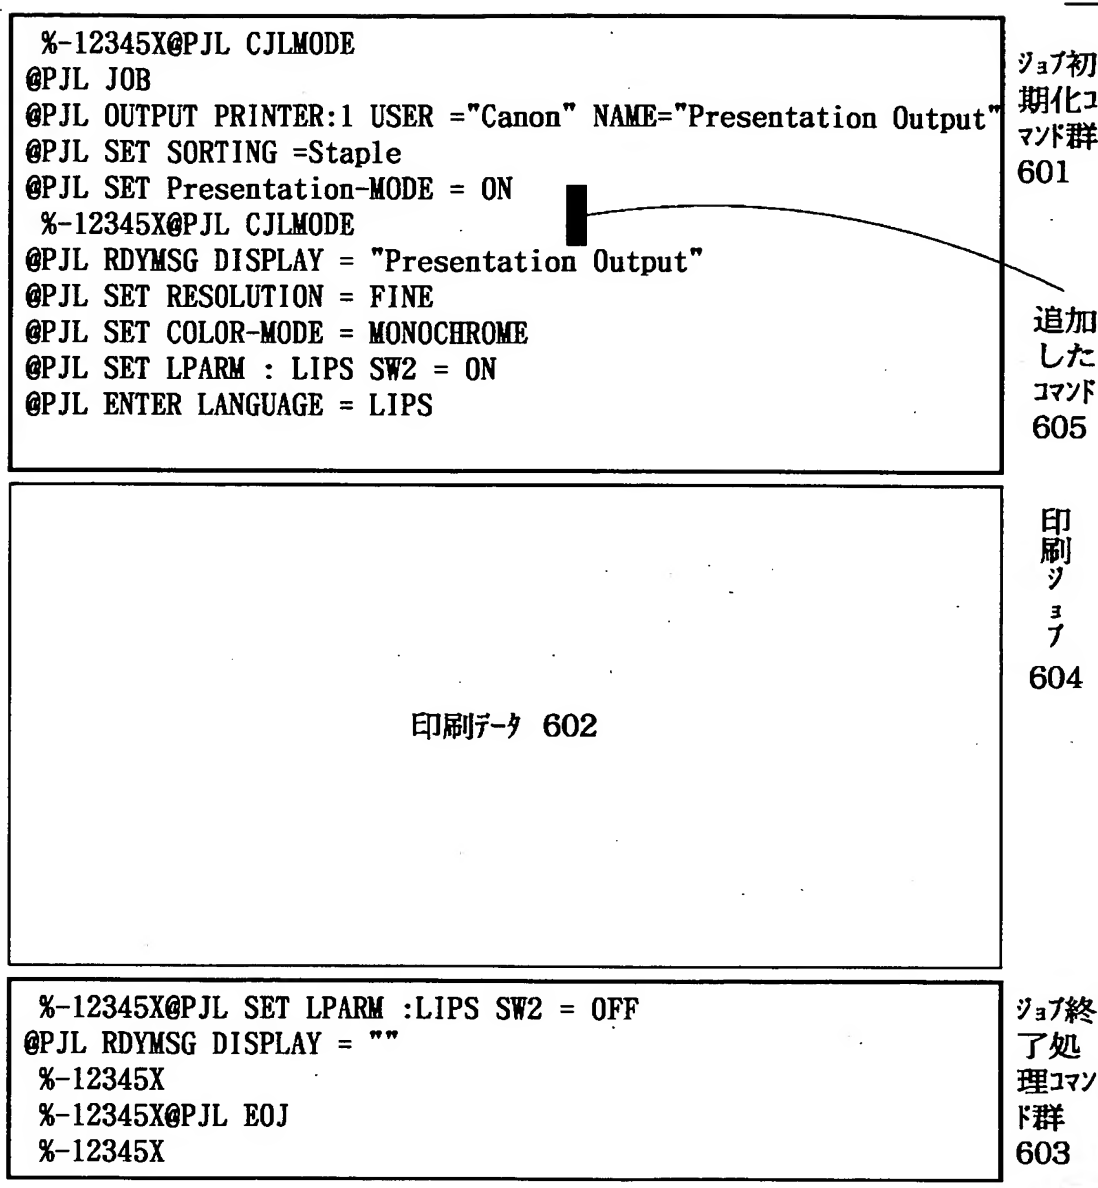 %-12345X@PJL CJLMODE
@PJL JOB
@PJL OUTPUT PRINTER:1 USER ="Canon" NAME="Presentation Output"
@PJL SET SORTING =Staple
@PJL SET Presentation-MODE = ON
%-12345X@PJL CJLMODE
@PJL RDYMSG DISPLAY = "Presentation Output"
@PJL SET RESOLUTION = FINE
@PJL SET COLOR-MODE = MONOCHROME
@PJL SET LPARM : LIPS SW2 = ON
@PJL ENTER LANGUAGE = LIPS
ジョブ初
期化コ
マンド群
601
追加
した
コマンド
605
印刷データ 602
印刷ジョブ
604
%-12345X@PJL SET LPARM :LIPS SW2 = OFF
@PJL RDYMSG DISPLAY = ""
%-12345X
%-12345X@PJL EOJ
%-12345X
ジョブ終
了処
理コマン
ド群
603